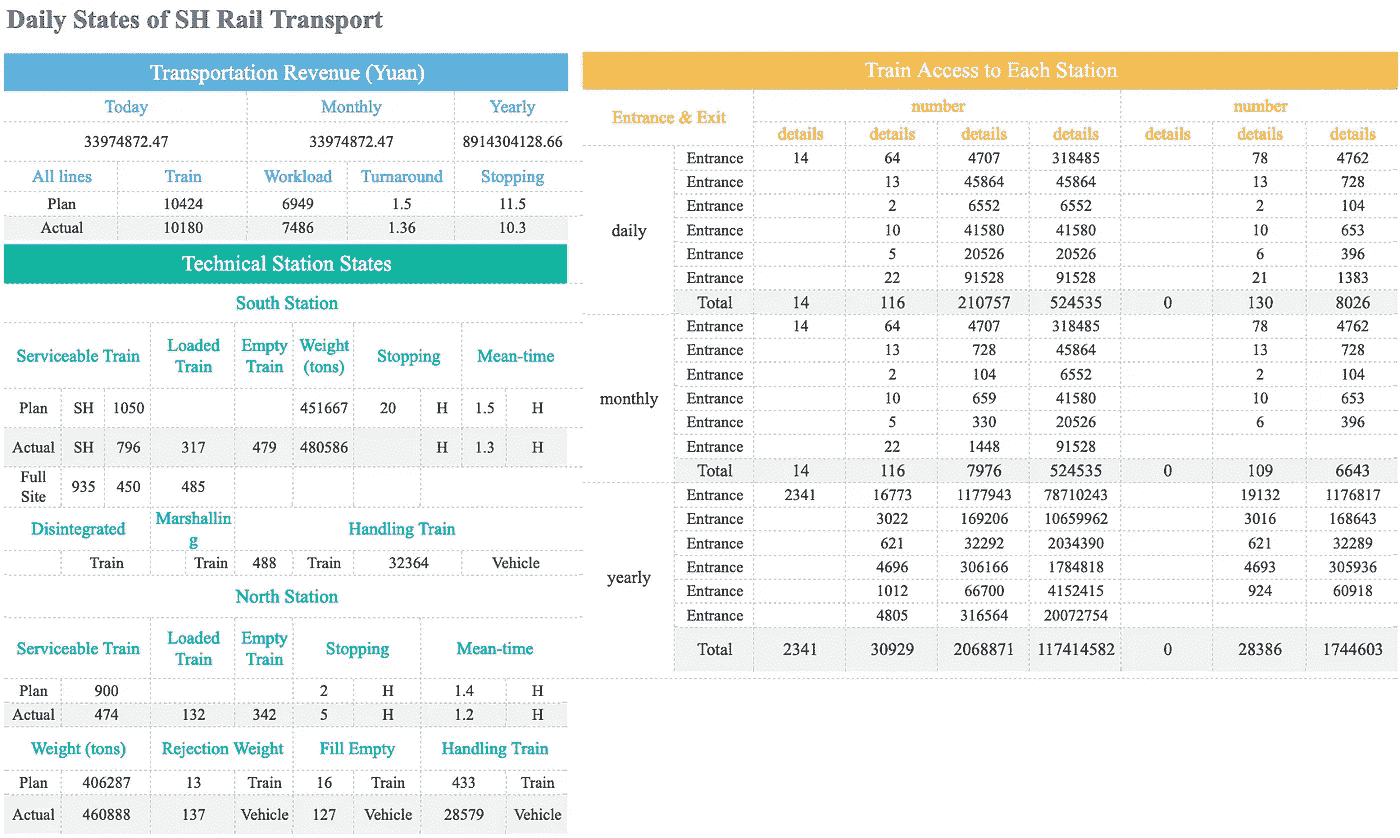 Daily States of SH Rail Transport
Transportation Revenue (Yuan)
Today Monthly Yearly
33974872.47 33974872.47 8914304128.66
All lines Train Workload Turnaround Stopping
Plan 10424 6949 1.5 11.5
Actual 10180 7486 1.36 10.3
Technical Station States
South Station
Serviceable Train Loaded Train Empty Train Weight (tons) Stopping Mean-time
Plan SH 1050 451667 20 H 1.5 H
Actual SH 796 317 479 480586 H 1.3 H
Full Site 935 450 485
Disintegrated Marshallin g Handling Train
Train Train 488 Train 32364 Vehicle
North Station
Serviceable Train Loaded Train Empty Train Stopping Mean-time
Plan 900 2 H 1.4 H
Actual 474 132 342 5 H 1.2 H
Weight (tons) Rejection Weight Fill Empty Handling Train
Plan 406287 13 Train 16 Train 433 Train
Actual 460888 137 Vehicle 127 Vehicle 28579 Vehicle
Train Access to Each Station
Entrance & Exit number number
details details details details details details details
daily
Entrance 14 64 4707 318485 78 4762
Entrance 13 45864 45864 13 728
Entrance 2 6552 6552 2 104
Entrance 10 41580 41580 10 653
Entrance 5 20526 20526 6 396
Entrance 22 91528 91528 21 1383
Total 14 116 210757 524535 0 130 8026
monthly
Entrance 14 64 4707 318485 78 4762
Entrance 13 728 45864 13 728
Entrance 2 104 6552 2 104
Entrance 10 659 41580 10 653
Entrance 5 330 20526 6 396
Entrance 22 1448 91528
Total 14 116 7976 524535 0 109 6643
yearly
Entrance 2341 16773 1177943 78710243 19132 1176817
Entrance 3022 169206 10659962 3016 168643
Entrance 621 32292 2034390 621 32289
Entrance 4696 306166 1784818 4693 305936
Entrance 1012 66700 4152415 924 60918
Entrance 4805 316564 20072754
Total 2341 30929 2068871 117414582 0 28386 1744603